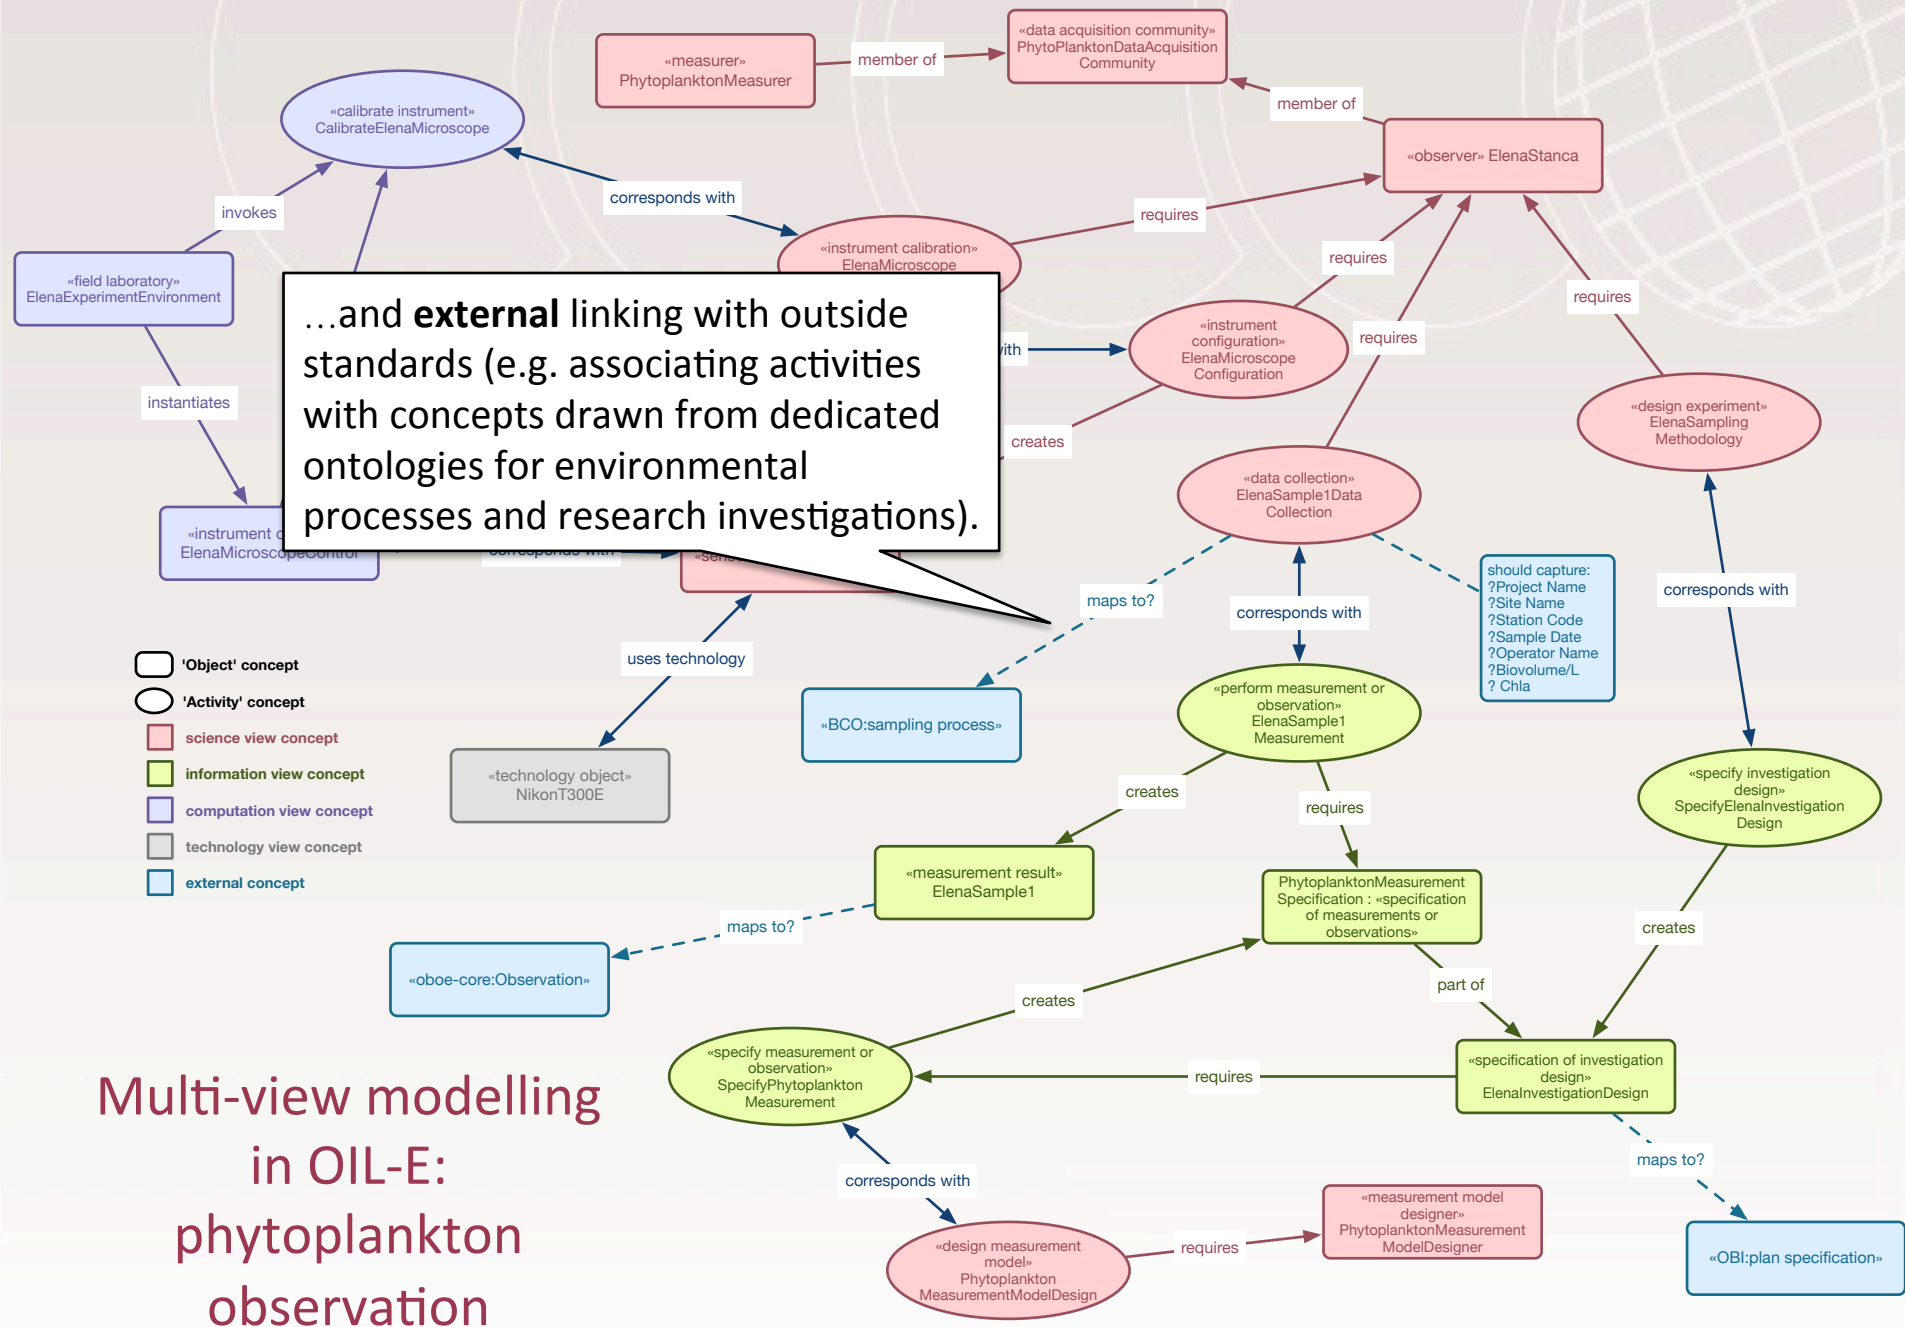 «data acquisition community»
PhytoPlanktonDataAcquisition
Community
«measurer»
PhytoplanktonMeasurer
member of
member of
«calibrate instrument»
CalibrateElenaMicroscope
«observer» ElenaStanca
corresponds with
invokes
requires
«instrument calibration»
ElenaMicroscope
requires
«field laboratory»
ElenaExperimentEnvironment
requires
…and external linking with outside
standards (e.g. associating activities
with concepts drawn from dedicated
ontologies for environmental
processes and research investigations).
with
«instrument
configuration»
ElenaMicroscope
Configuration
requires
instantiates
creates
«design experiment»
ElenaSampling
Methodology
«data collection»
ElenaSample1Data
Collection
«instrument
ElenaMicroscopeControl
corresponds with
should capture:
?Project Name
?Site Name
?Station Code
?Sample Date
?Operator Name
?Biovolume/L
? Chla
maps to?
corresponds with
corresponds with
uses technology
'Object' concept
'Activity' concept
science view concept
information view concept
computation view concept
technology view concept
external concept
«perform measurement or
observation»
ElenaSample1
Measurement
«BCO:sampling process»
«technology object»
NikonT300E
«specify investigation
design»
SpecifyElenaInvestigation
Design
creates
requires
«measurement result»
ElenaSample1
PhytoplanktonMeasurement
Specification : «specification
of measurements or
observations»
maps to?
creates
«oboe-core:Observation»
part of
creates
«specify measurement or
observation»
SpecifyPhytoplankton
Measurement
requires
«specification of investigation
design»
ElenaInvestigationDesign
Multi-view modelling
in OIL-E:
phytoplankton
observation
maps to?
corresponds with
«measurement model
designer»
PhytoplanktonMeasurement
ModelDesigner
requires
«design measurement
model»
Phytoplankton
MeasurementModelDesign
«OBI:plan specification»